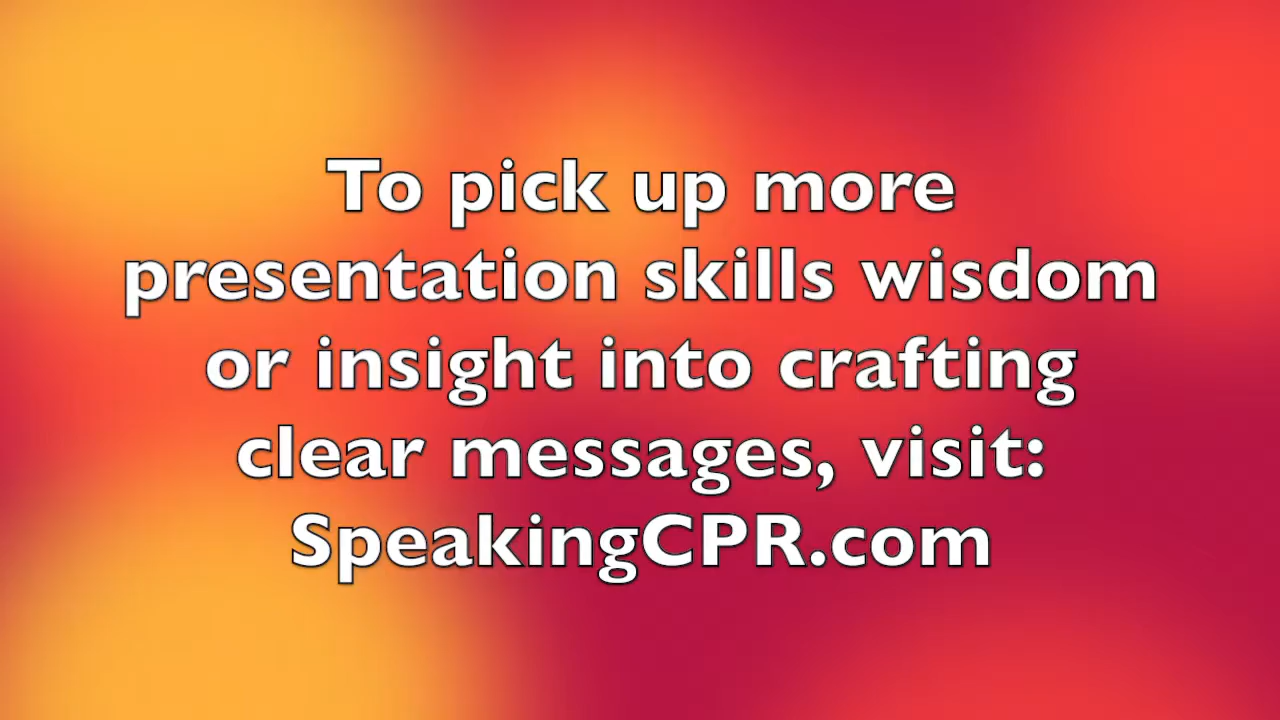 To pick up more
presentation skills wisdom
or insight into crafting
clear messages, visit:
SpeakingCPR.com